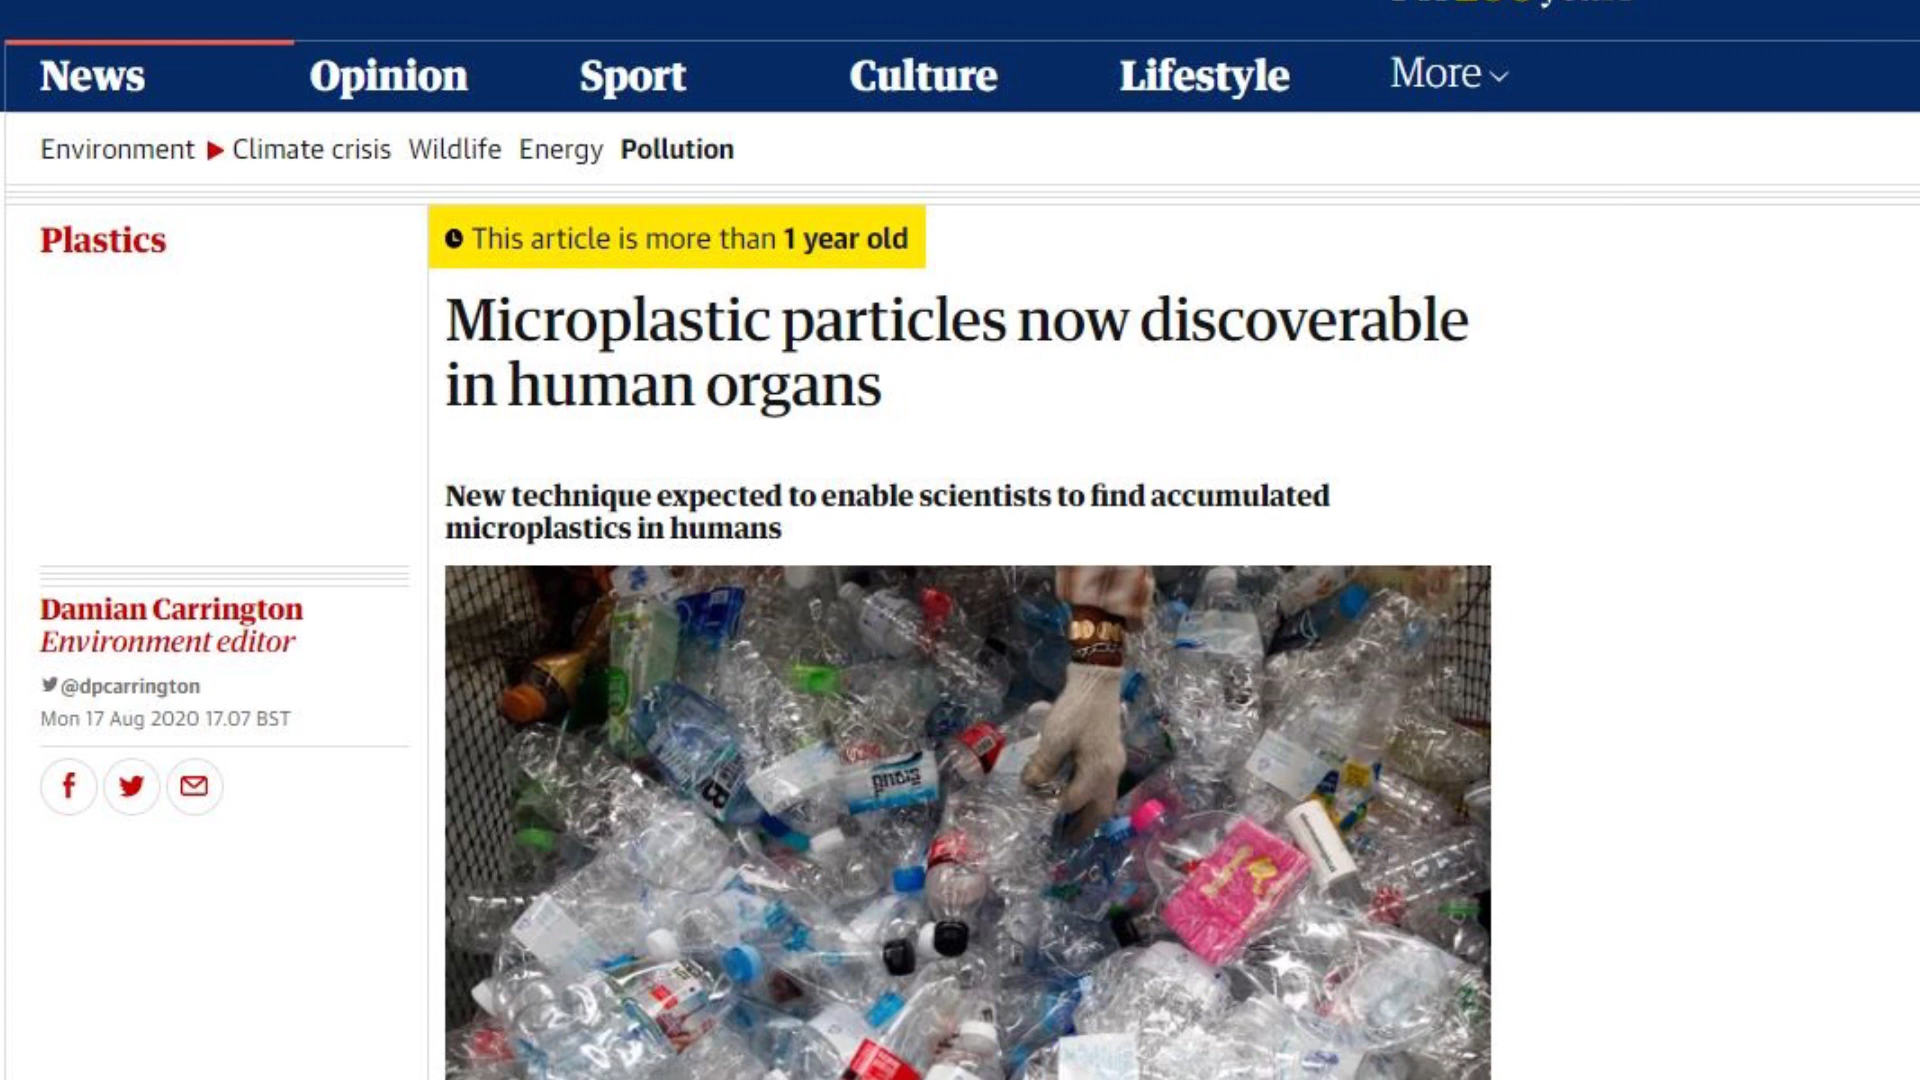 News Opinion Sport Culture Lifestyle More
Environment Climate crisis Wildlife Energy Pollution
Plastics
This article is more than 1 year old
Microplastic particles now discoverable
in human organs
New technique expected to enable scientists to find accumulated
microplastics in humans
Damian Carrington
Environment editor
@dpcarrington
Mon 17 Aug 2020 17.07 BST